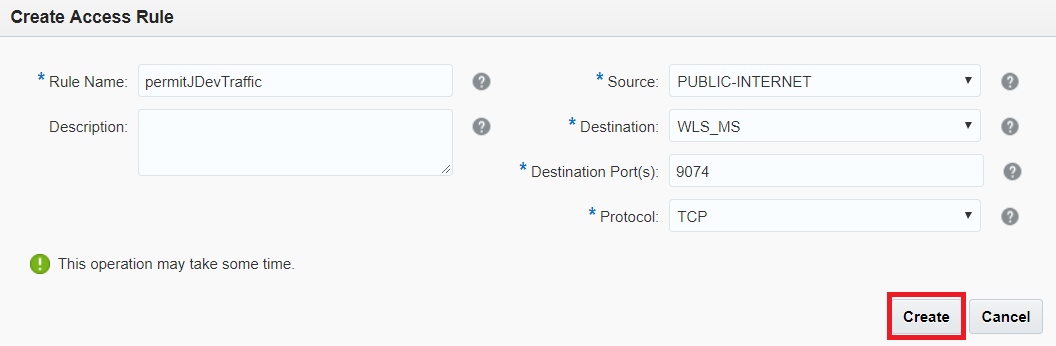 Create Access Rule
* Rule Name: permitJDevTraffic ?
Description: ?
* Source: PUBLIC-INTERNET ?
* Destination: WLS_MS ?
* Destination Port(s): 9074 ?
* Protocol: TCP ?
! This operation may take some time.
Create Cancel